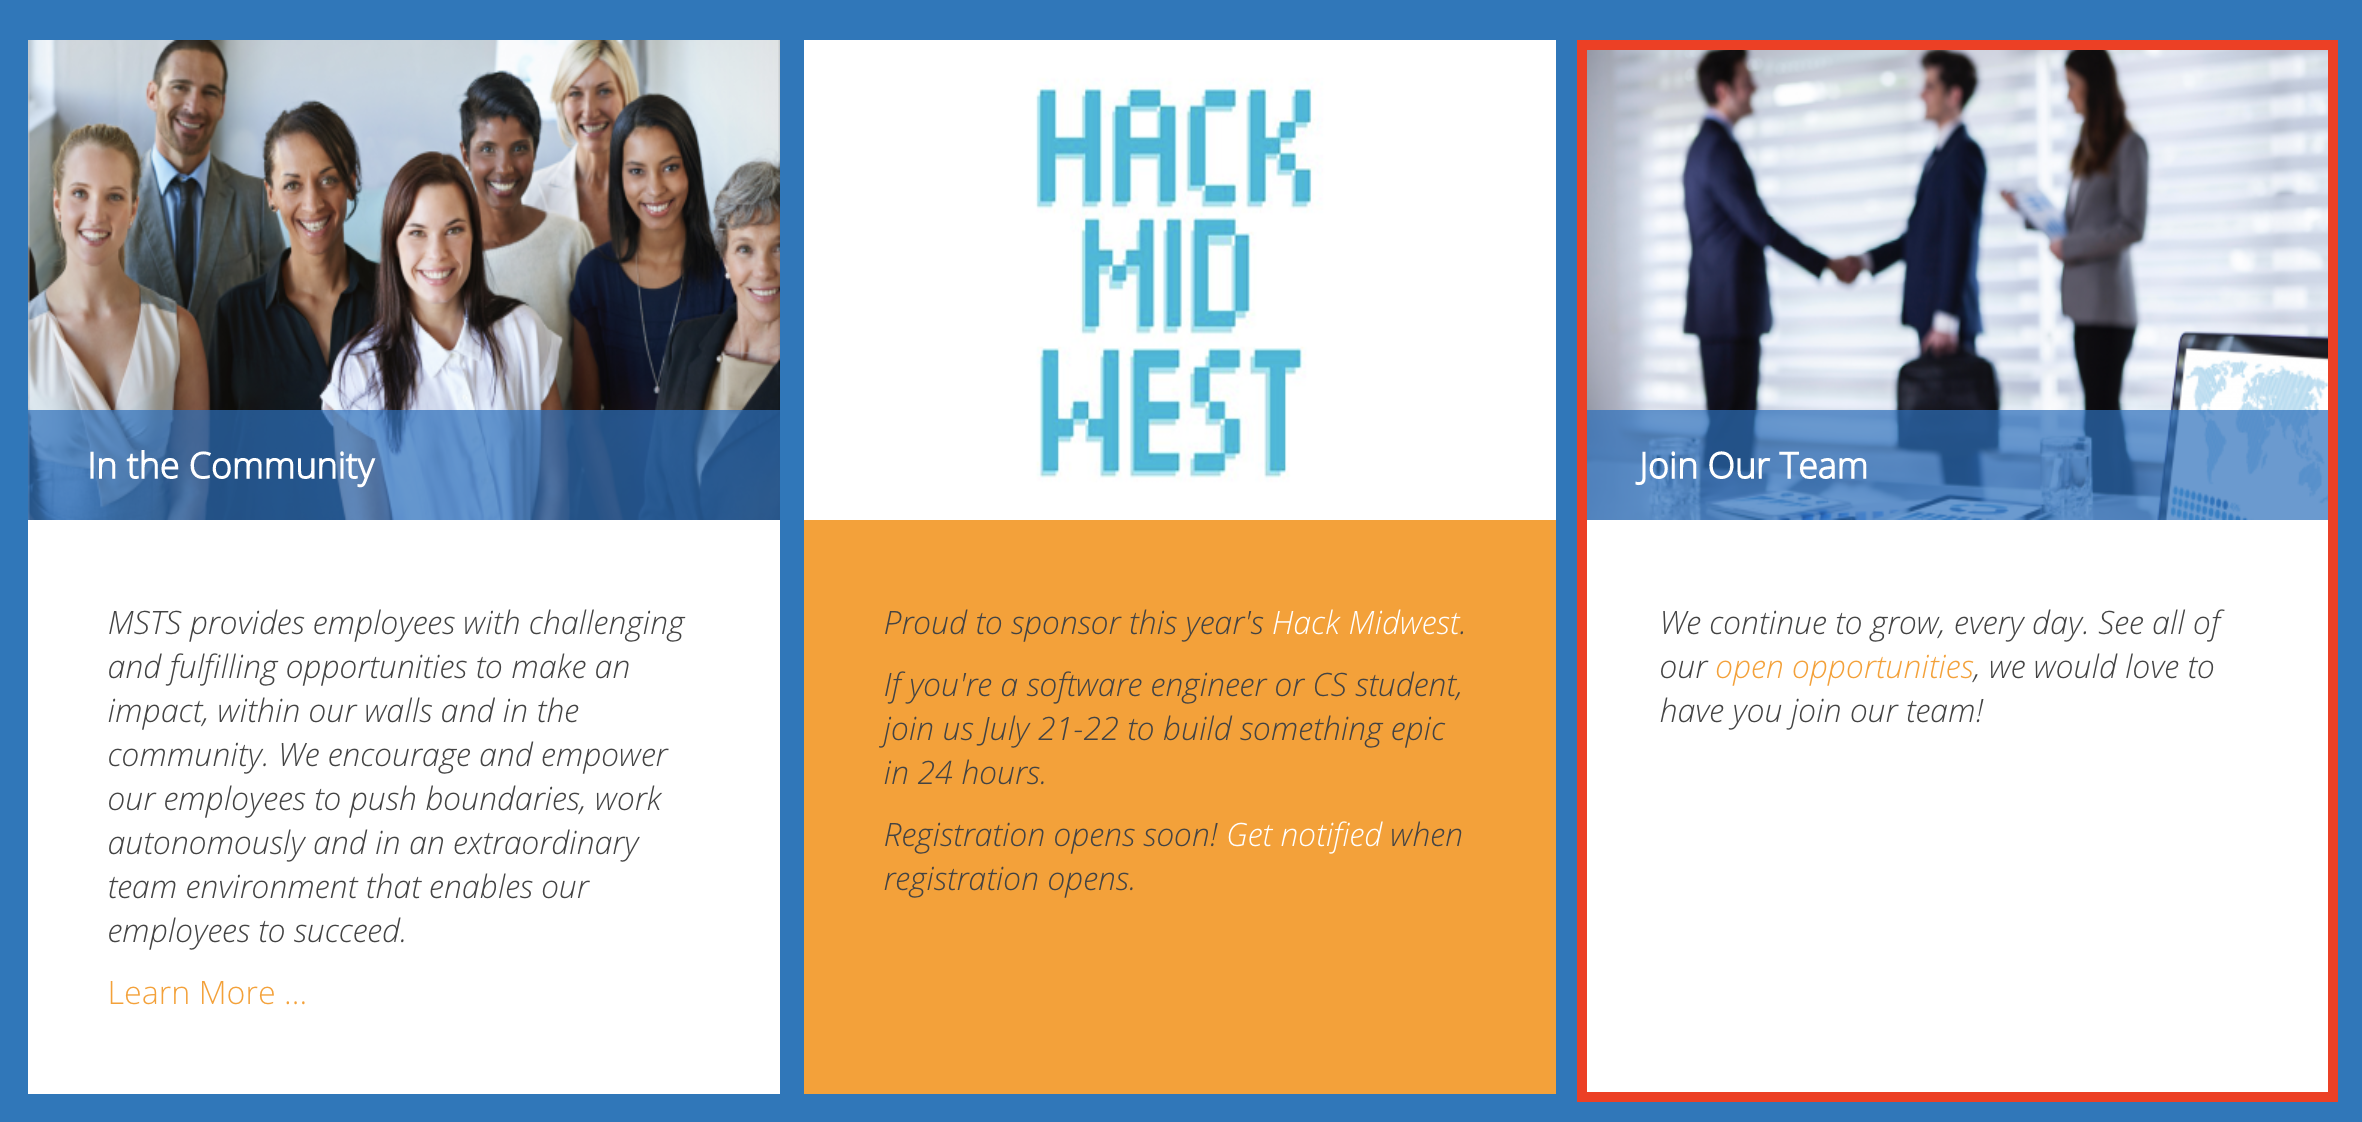 In the Community
MSTS provides employees with challenging
and fulfilling opportunities to make an
impact, within our walls and in the
community. We encourage and empower
our employees to push boundaries, work
autonomously and in an extraordinary
team environment that enables our
employees to succeed.
Learn More ...
HACK
MID
WEST
Proud to sponsor this year's Hack Midwest.
If you're a software engineer or CS student,
join us July 21-22 to build something epic
in 24 hours.
Registration opens soon! Get notified when
registration opens.
Join Our Team
We continue to grow, every day. See all of
our open opportunities, we would love to
have you join our team!